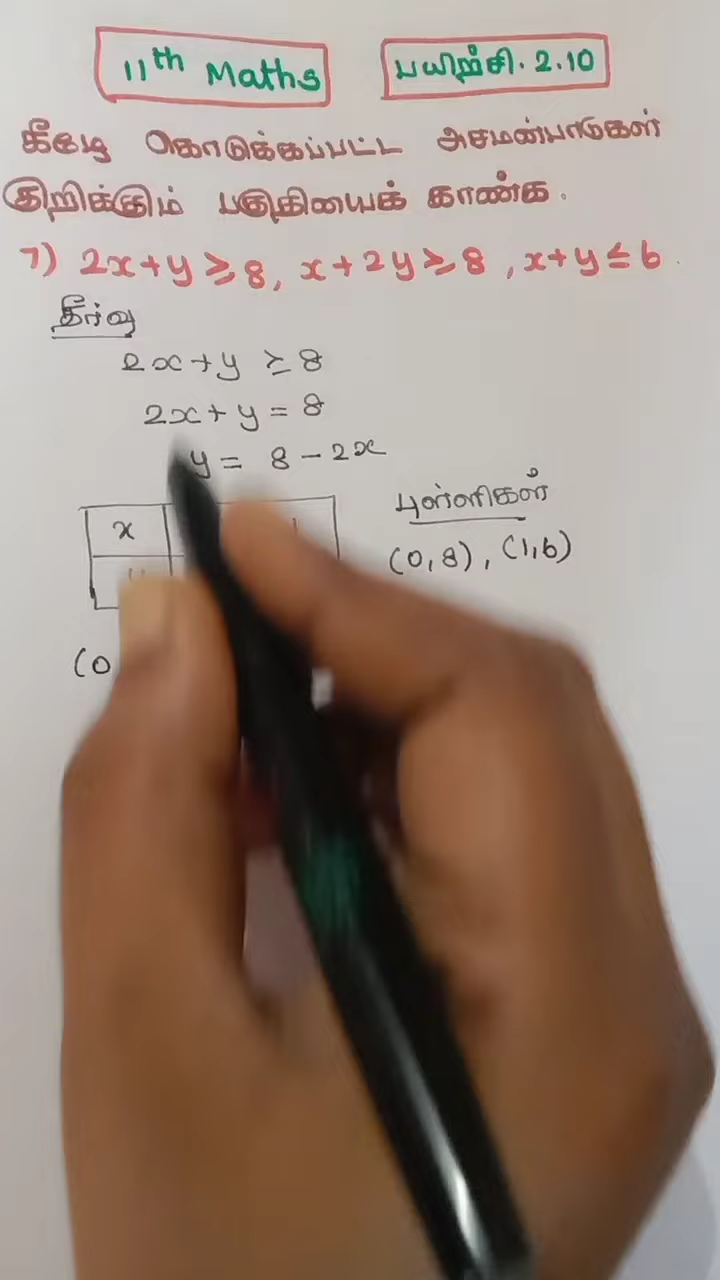 11th Maths
பயிற்சி. 2.10
கீழே கொடுக்கப்பட்ட அசமன்பாடுகள்
குறிக்கும் பகுதியைக் காண்க.
7) 2x+y ≥ 8, x+2y ≥ 8, x+y ≤ 6.
தீர்வு
2x+y ≥ 8
2x+y = 8
y = 8-2x
புள்ளிகள்
x
(0,8), (1,6)
(0